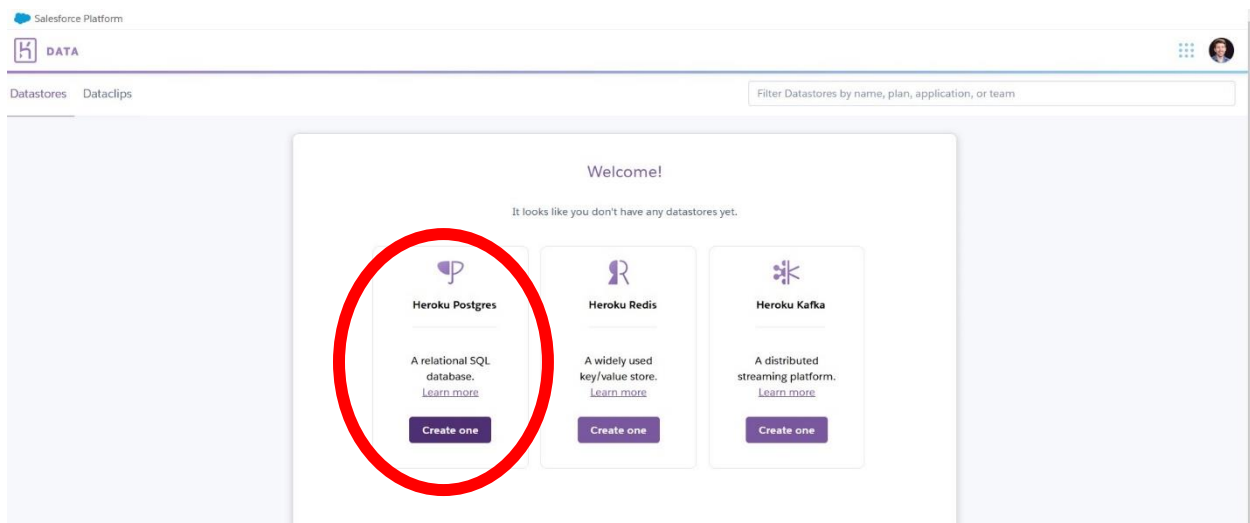 Salesforce Platform
DATA
Datastores Dataclips
Filter Datastores by name, plan, application, or team
Welcome!
It looks like you don't have any datastores yet.
Heroku Postgres
A relational SQL
database.
Learn more
Create one
Heroku Redis
A widely used
key/value store.
Learn more
Create one
Heroku Kafka
A distributed
streaming platform.
Learn more
Create one